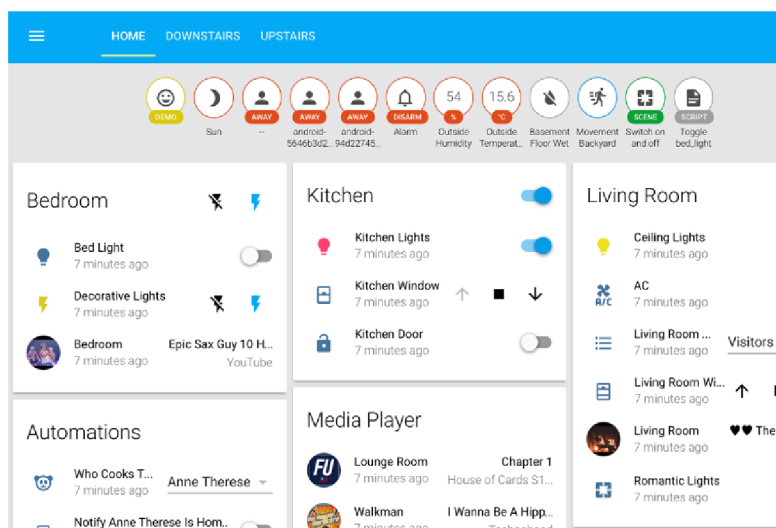 HOME DOWNSTAIRS UPSTAIRS
54 15.6
DEMO AWAY AWAY AWAY DISARM % °C SCENE SCRIPT
Sun -- android- android- Alarm Outside Outside Basement Movement Switch on Toggle
5646b3d2... 94d22745... Humidity Temperat... Floor Wet Backyard and off bed_light
Bedroom
Bed Light
7 minutes ago
Decorative Lights
7 minutes ago
Bedroom Epic Sax Guy 10 H...
7 minutes ago YouTube
Automations
Who Cooks T... Anne Therese
7 minutes ago
Notify Anne Therese Is Hom..
Kitchen
Kitchen Lights
7 minutes ago
Kitchen Window
7 minutes ago
Kitchen Door
7 minutes ago
Media Player
FU
Lounge Room Chapter 1
7 minutes ago House of Cards S1...
Walkman I Wanna Be A Hipp...
7 minutes ago
Living Room
Ceiling Lights
7 minutes ago
A/C
AC
7 minutes ago
Living Room ... Visitors
7 minutes ago
Living Room Wi...
7 minutes ago
Living Room ♥♥ The
7 minutes ago
Romantic Lights
7 minutes ago